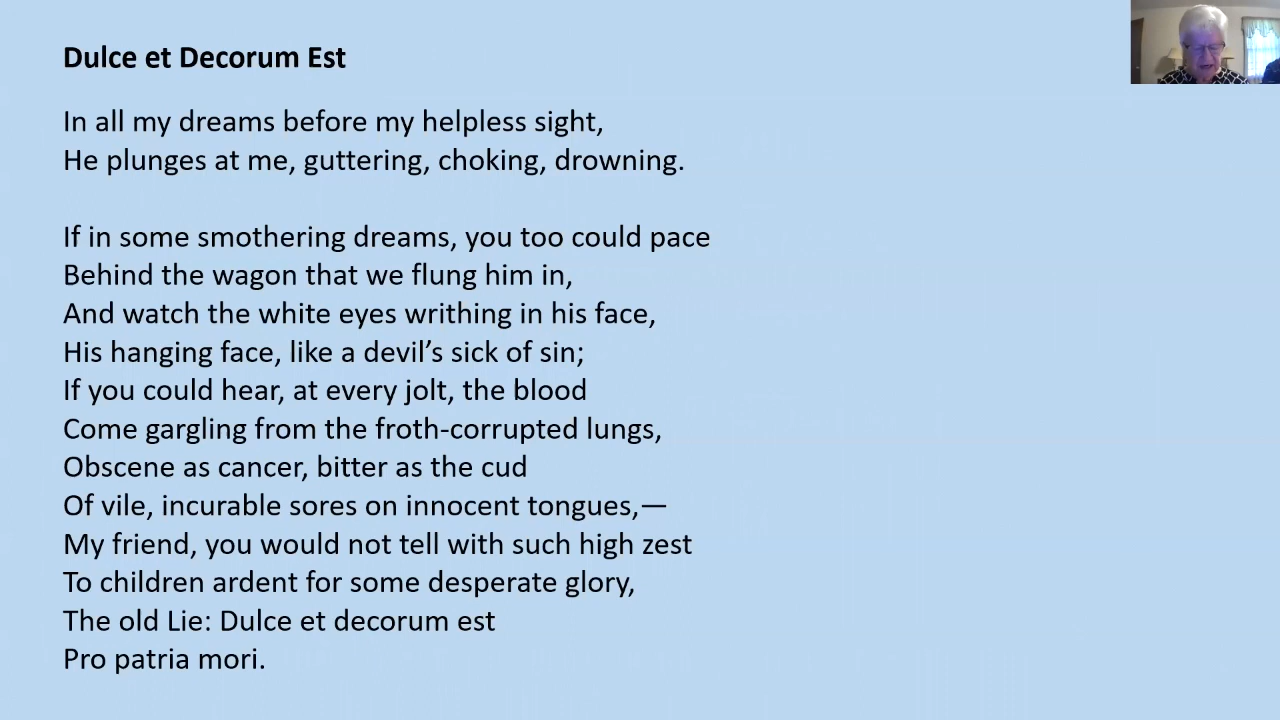 Dulce et Decorum Est
In all my dreams before my helpless sight,
He plunges at me, guttering, choking, drowning.
If in some smothering dreams, you too could pace
Behind the wagon that we flung him in,
And watch the white eyes writhing in his face,
His hanging face, like a devil’s sick of sin;
If you could hear, at every jolt, the blood
Come gargling from the froth-corrupted lungs,
Obscene as cancer, bitter as the cud
Of vile, incurable sores on innocent tongues,—
My friend, you would not tell with such high zest
To children ardent for some desperate glory,
The old Lie: Dulce et decorum est
Pro patria mori.